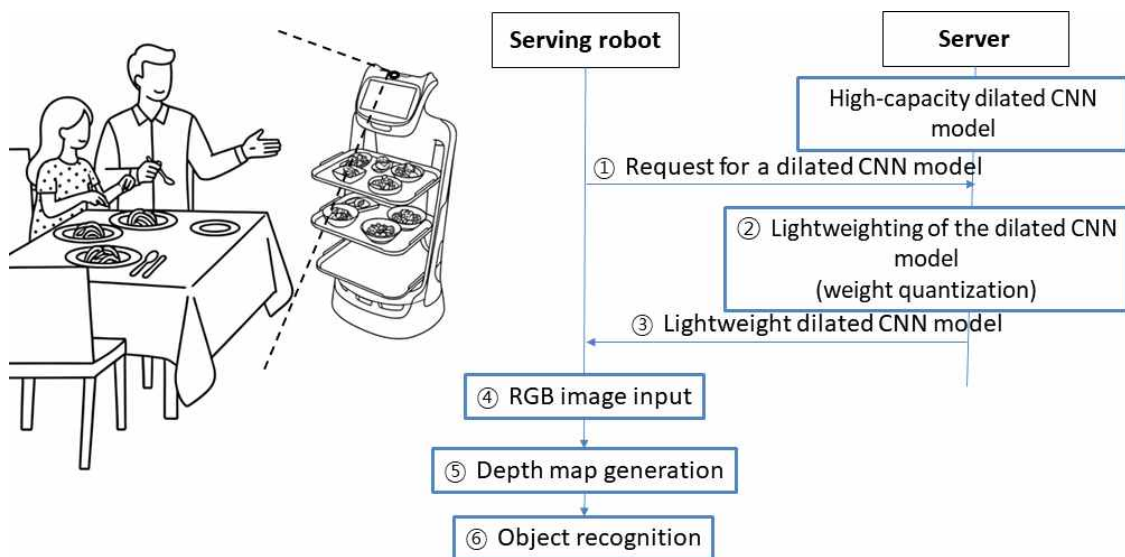 Serving robot
Server
High-capacity dilated CNN
model
① Request for a dilated CNN model
② Lightweighting of the dilated CNN
model
(weight quantization)
③ Lightweight dilated CNN model
④ RGB image input
⑤ Depth map generation
⑥ Object recognition